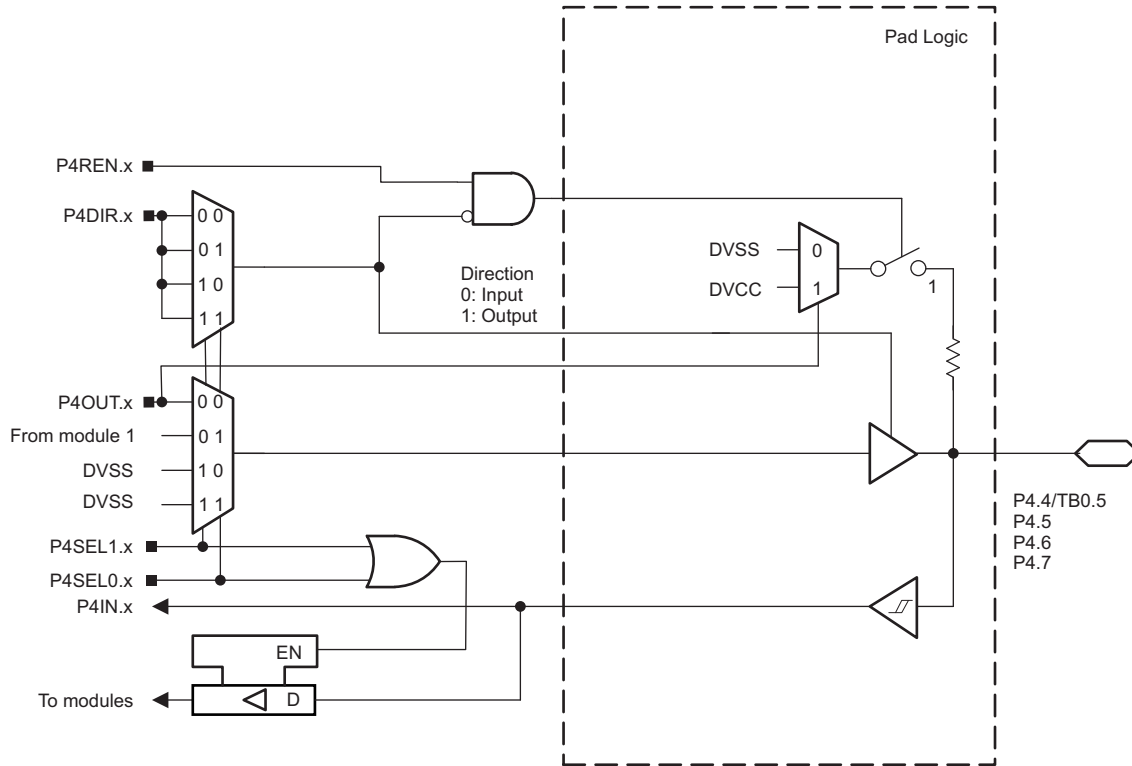 Pad Logic
P4REN.x
P4DIR.x
0 0
0 1
1 0
1 1
Direction
0: Input
1: Output
DVSS
DVCC
0
1
1
P4OUT.x
From module 1
DVSS
DVSS
0 0
0 1
1 0
1 1
P4SEL1.x
P4SEL0.x
P4IN.x
EN
D
To modules
P4.4/TB0.5
P4.5
P4.6
P4.7